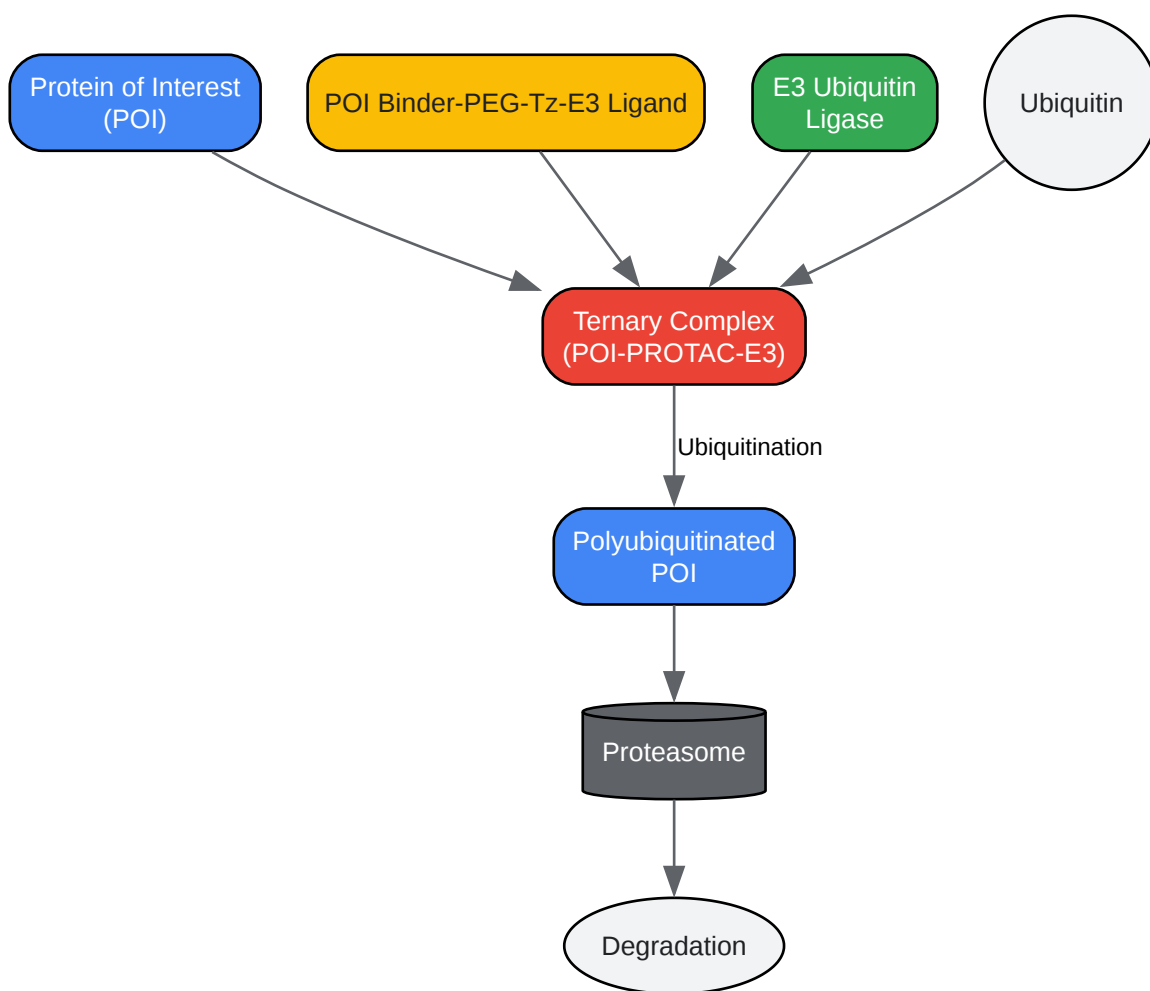 Protein of Interest
(POI)
POI Binder-PEG-Tz-E3 Ligand
E3 Ubiquitin
Ligase
Ubiquitin
Ternary Complex
(POI-PROTAC-E3)
Ubiquitination
Polyubiquitinated
POI
Proteasome
Degradation